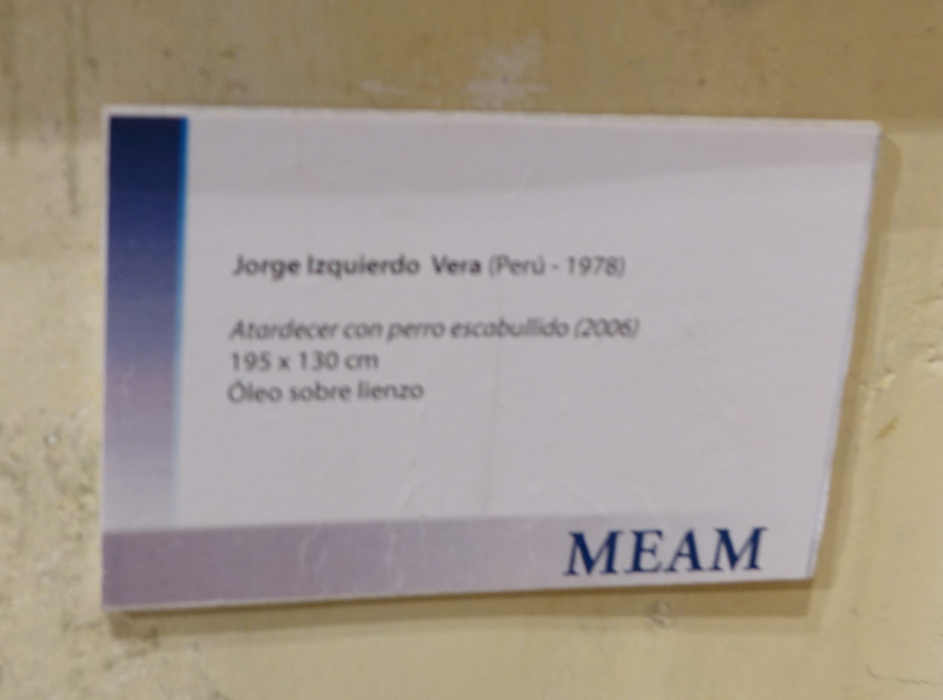 Jorge Izquierdo Vera (Perú - 1978)
Atardecer con perro escabullido (2006)
195 x 130 cm
Óleo sobre lienzo
MEAM